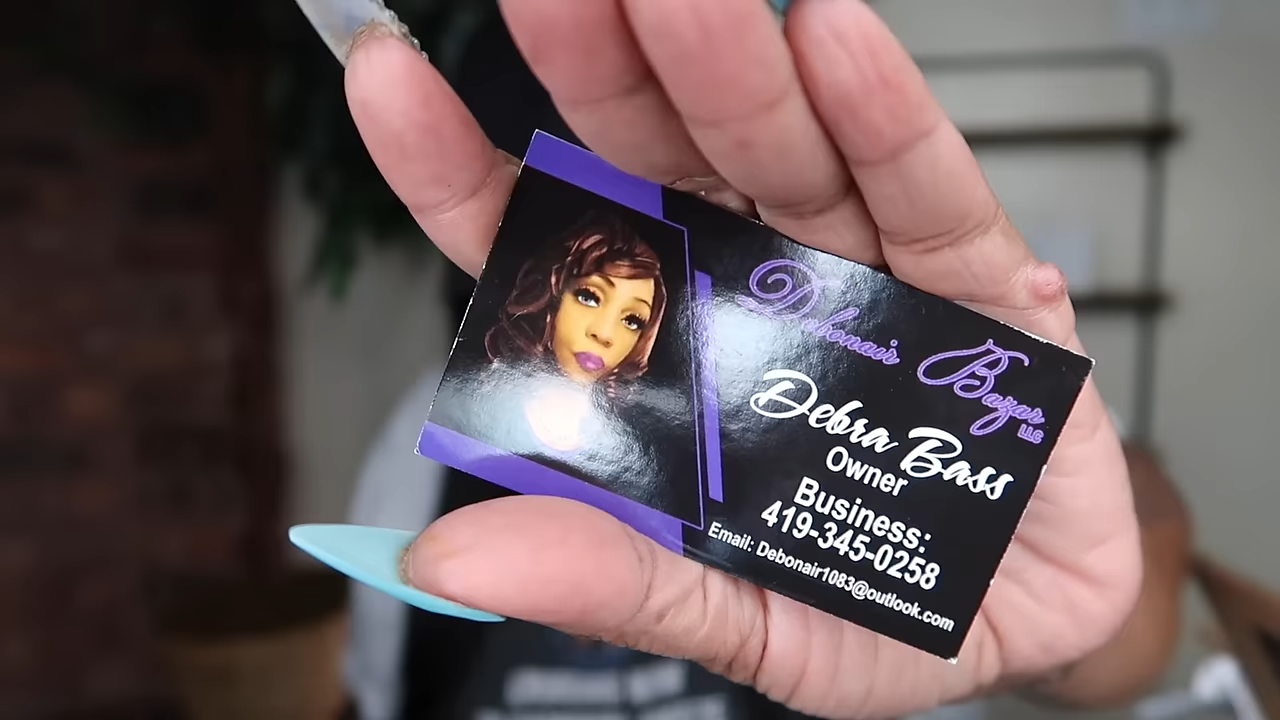 Debonair Bazar
LLC
Debra Bass
Owner
Business:
419-345-0258
Email: Debonair1083@outlook.com